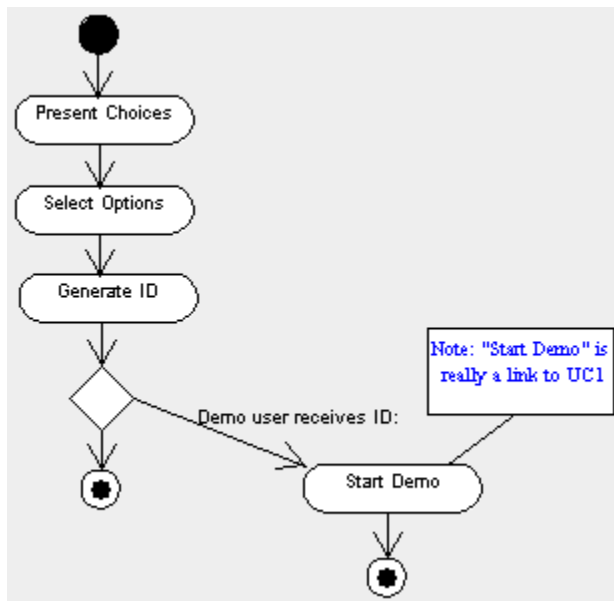 Present Choices
Select Options
Generate ID
Note: "Start Demo" is
really a link to UC1
Demo user receives ID:
Start Demo